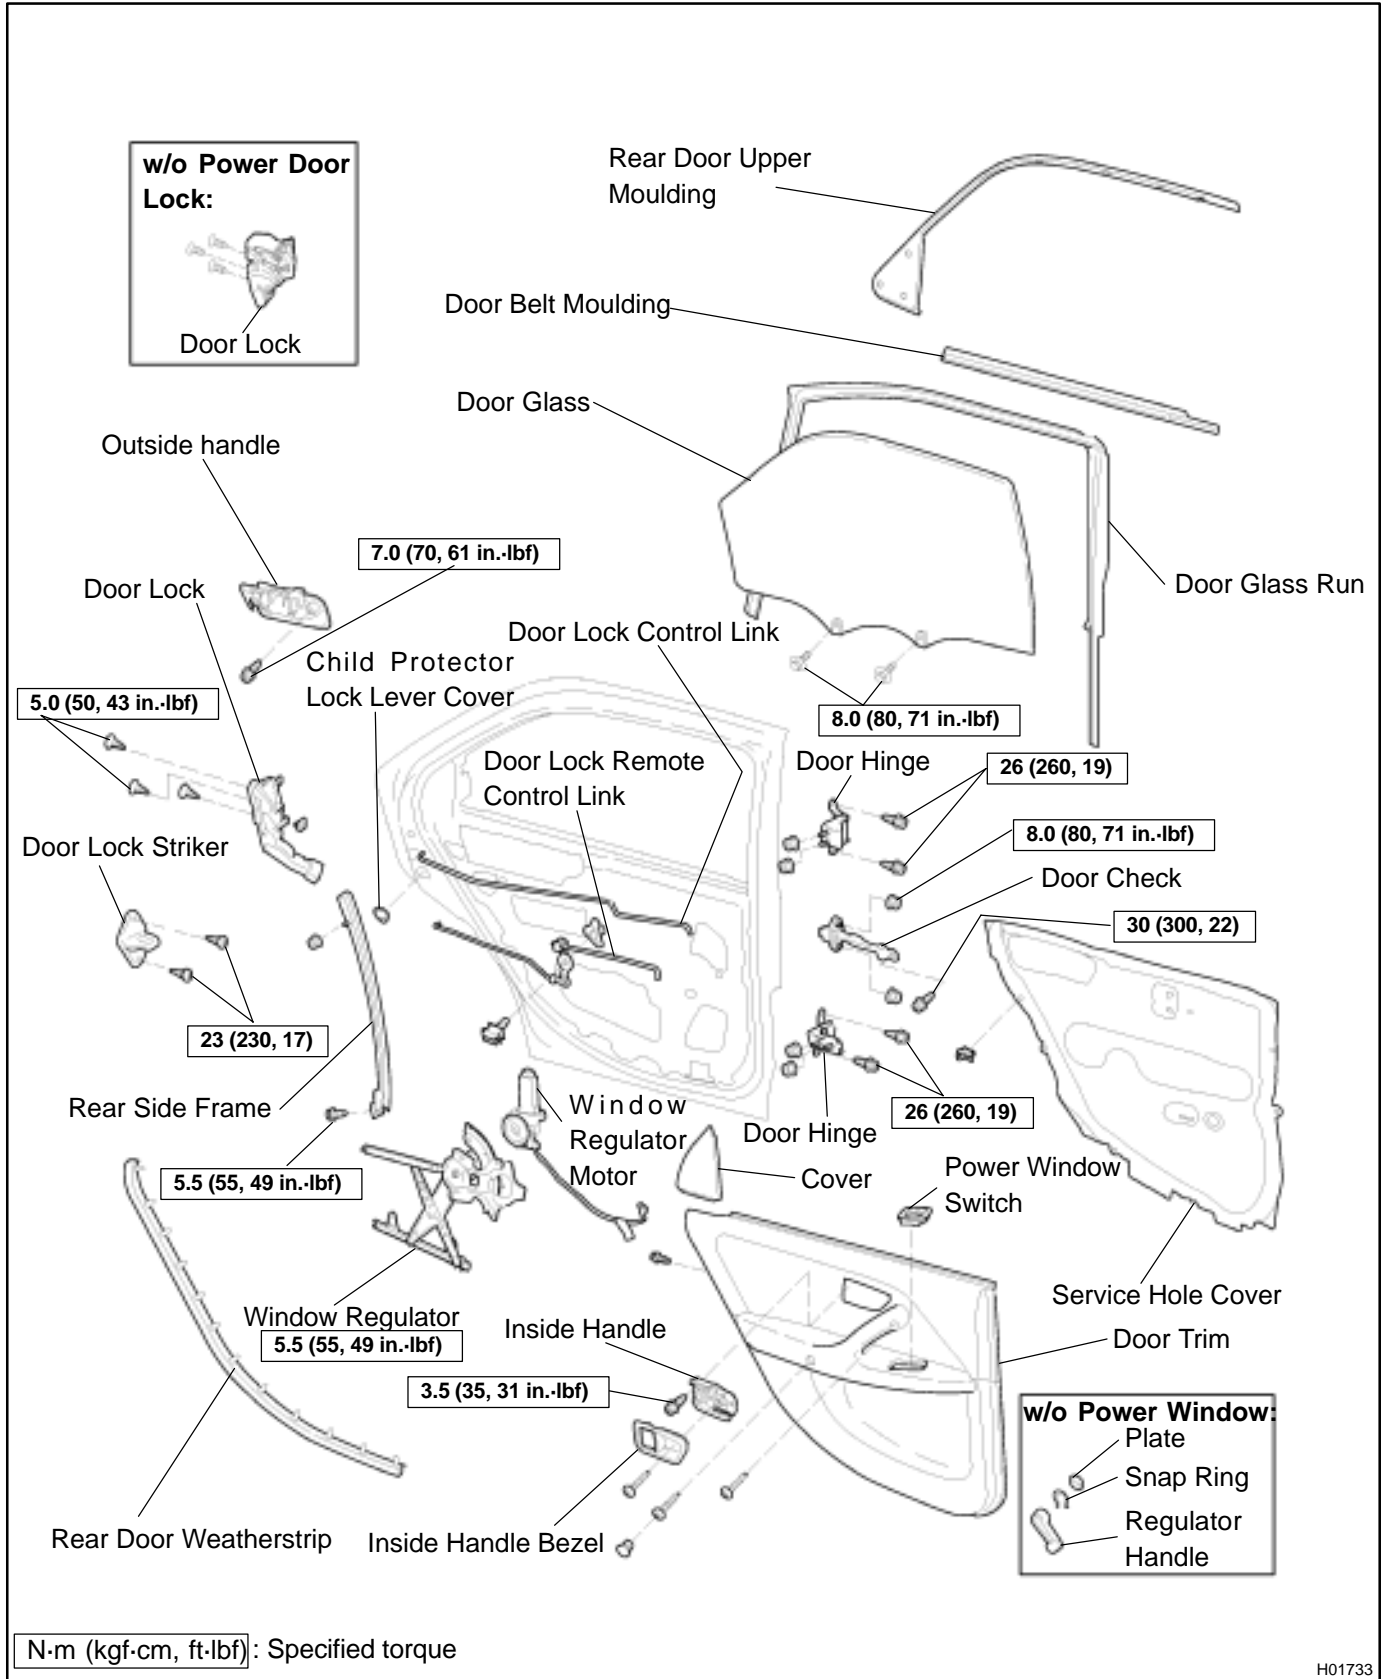 w/o Power Door
Lock:
Door Lock
Rear Door Upper
Moulding
Door Belt Moulding
Door Glass
Outside handle
7.0 (70, 61 in.·lbf)
Door Lock
Door Glass Run
Door Lock Control Link
Child Protector
Lock Lever Cover
5.0 (50, 43 in.·lbf)
8.0 (80, 71 in.·lbf)
Door Lock Remote
Control Link
Door Hinge
26 (260, 19)
8.0 (80, 71 in.·lbf)
Door Lock Striker
Door Check
30 (300, 22)
23 (230, 17)
Rear Side Frame
Window
Regulator
Motor
26 (260, 19)
Door Hinge
5.5 (55, 49 in.·lbf)
Cover
Power Window
Switch
Service Hole Cover
Window Regulator
5.5 (55, 49 in.·lbf)
Inside Handle
Door Trim
3.5 (35, 31 in.·lbf)
w/o Power Window:
Plate
Snap Ring
Regulator
Handle
Rear Door Weatherstrip
Inside Handle Bezel
N·m (kgf·cm, ft·lbf) : Specified torque
H01733